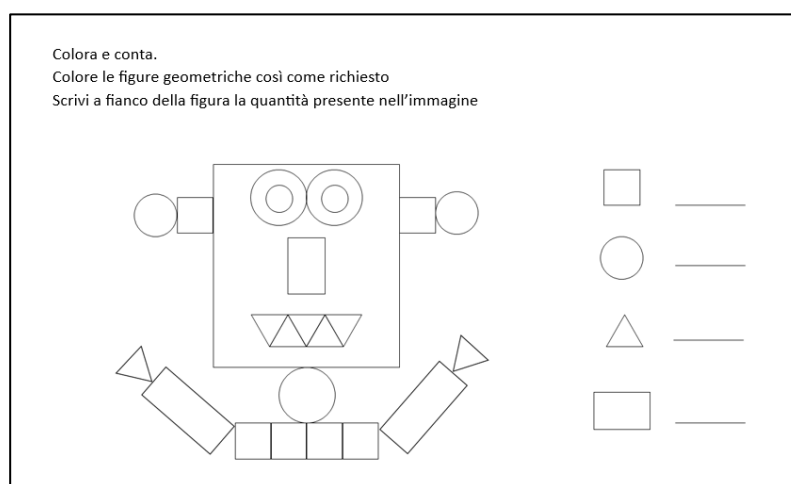 Colora e conta.
Colore le figure geometriche così come richiesto
Scrivi a fianco della figura la quantità presente nell'immagine